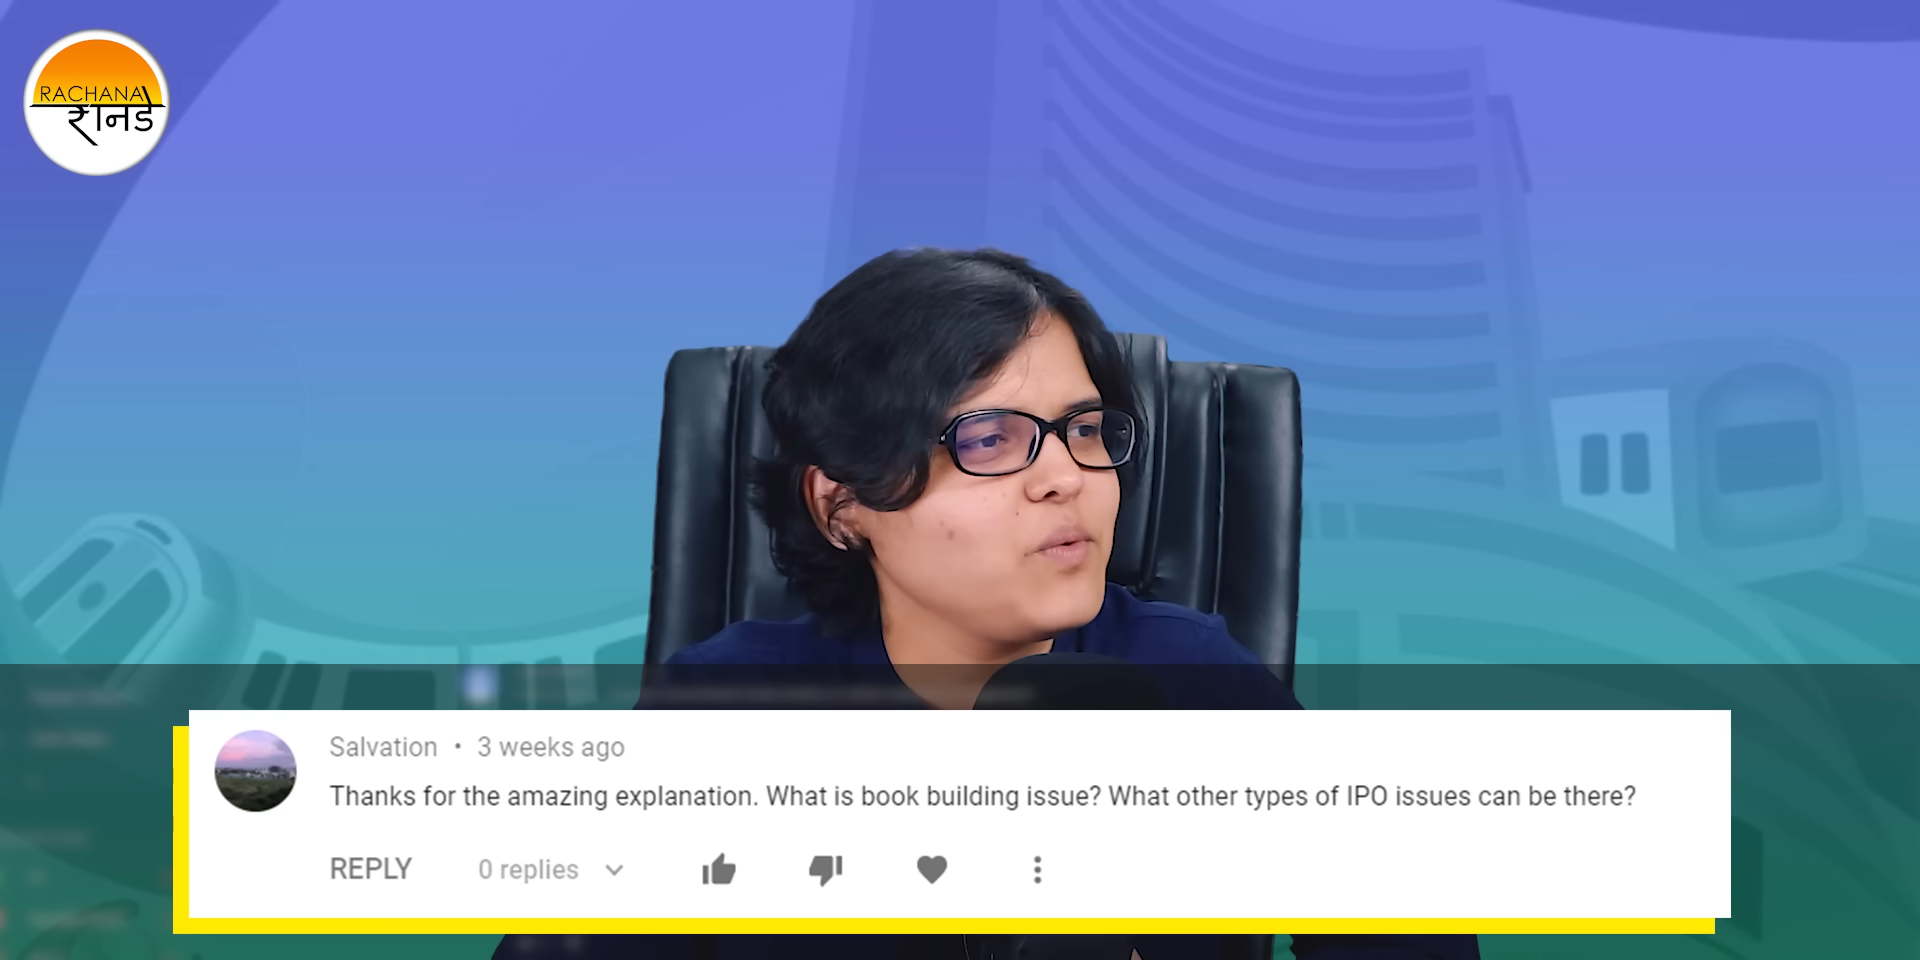 RACHANA
रानडे
Salvation • 3 weeks ago
Thanks for the amazing explanation. What is book building issue? What other types of IPO issues can be there?
REPLY 0 replies